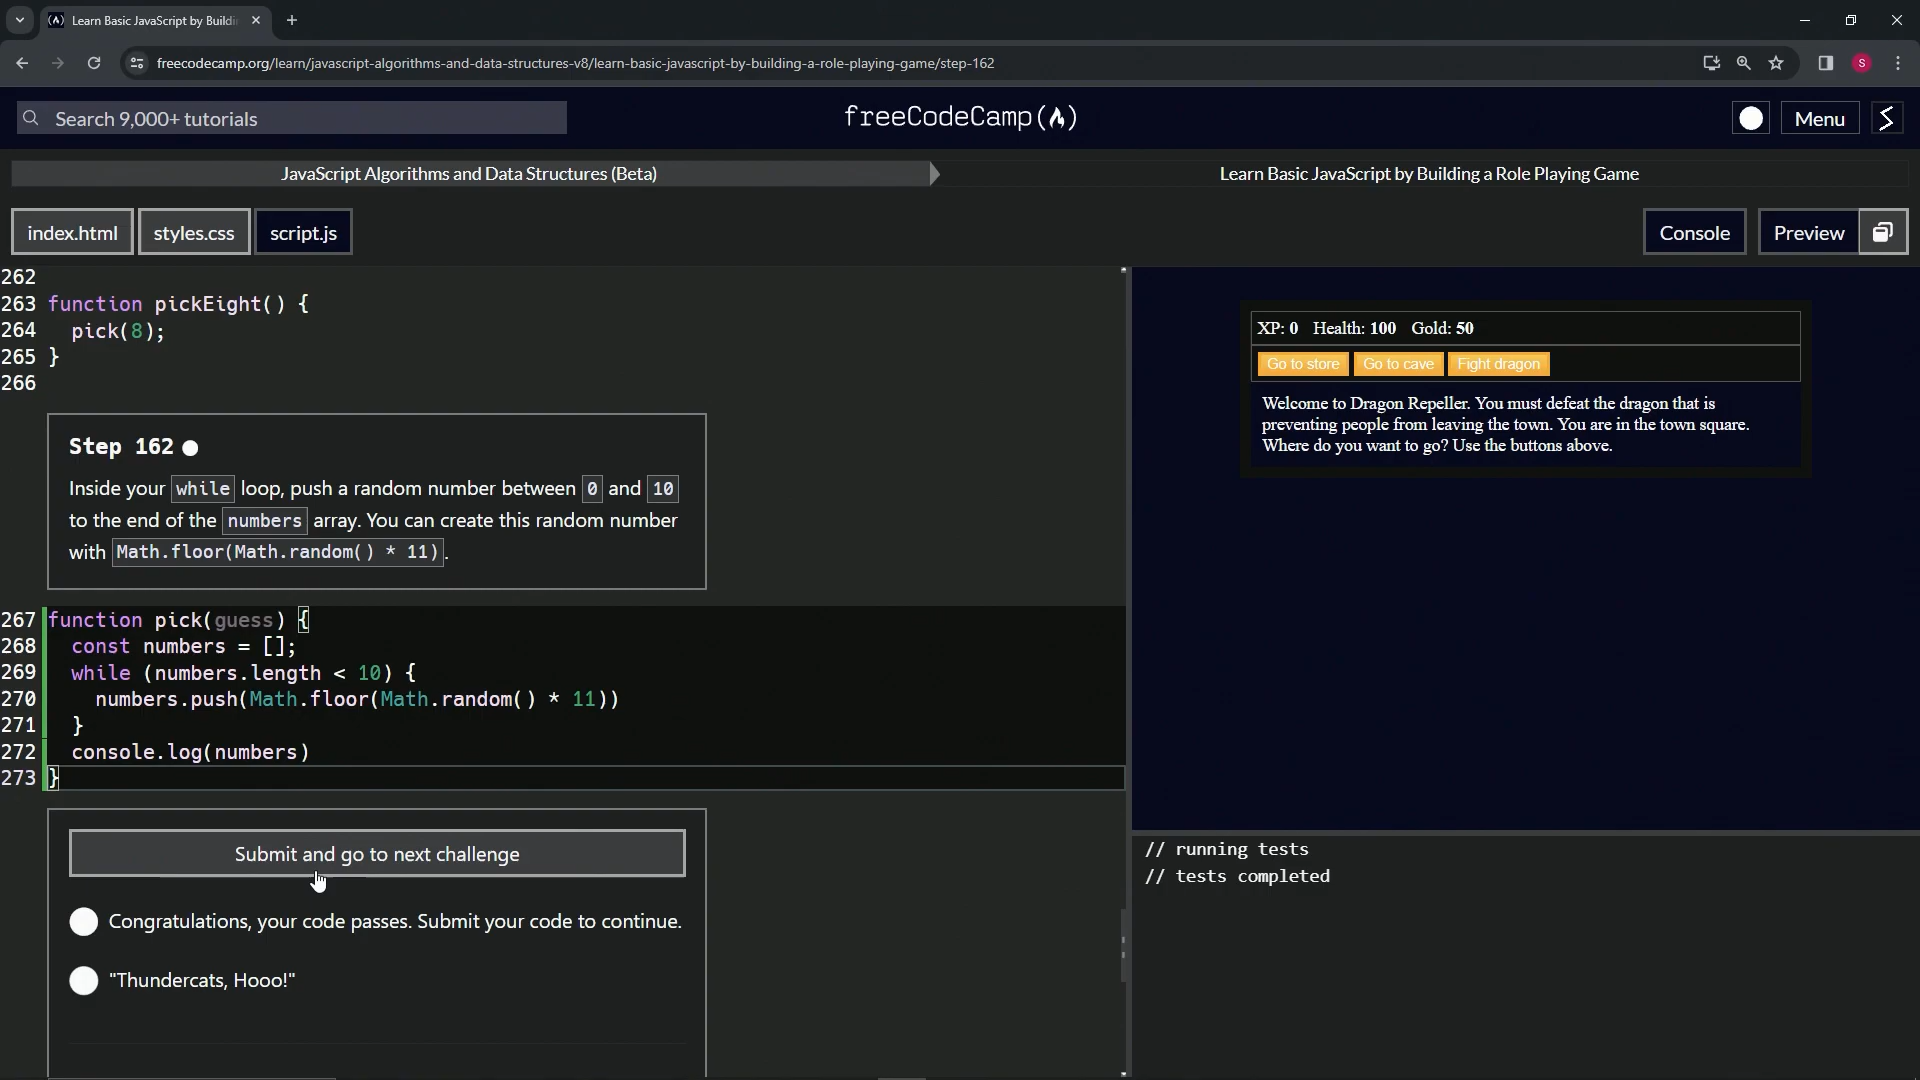 Learn Basic JavaScript by Buildi
freecodecamp.org/learn/javascript-algorithms-and-data-structures-v8/learn-basic-javascript-by-building-a-role-playing-game/step-162
S
Search 9,000+ tutorials
freeCodeCamp(🔥)
Menu
JavaScript Algorithms and Data Structures (Beta)
Learn Basic JavaScript by Building a Role Playing Game
index.html
styles.css
script.js
Console
Preview
262
263 function pickEight() {
264   pick(8);
265 }
266
Step 162
Inside your while loop, push a random number between 0 and 10
to the end of the numbers array. You can create this random number
with Math.floor(Math.random() * 11).
267 function pick(guess) {
268   const numbers = [];
269   while (numbers.length < 10) {
270     numbers.push(Math.floor(Math.random() * 11))
271   }
272   console.log(numbers)
273 }
Submit and go to next challenge
Congratulations, your code passes. Submit your code to continue.
"Thundercats, Hooo!"
XP: 0 Health: 100 Gold: 50
Go to store
Go to cave
Fight dragon
Welcome to Dragon Repeller. You must defeat the dragon that is
preventing people from leaving the town. You are in the town square.
Where do you want to go? Use the buttons above.
// running tests
// tests completed